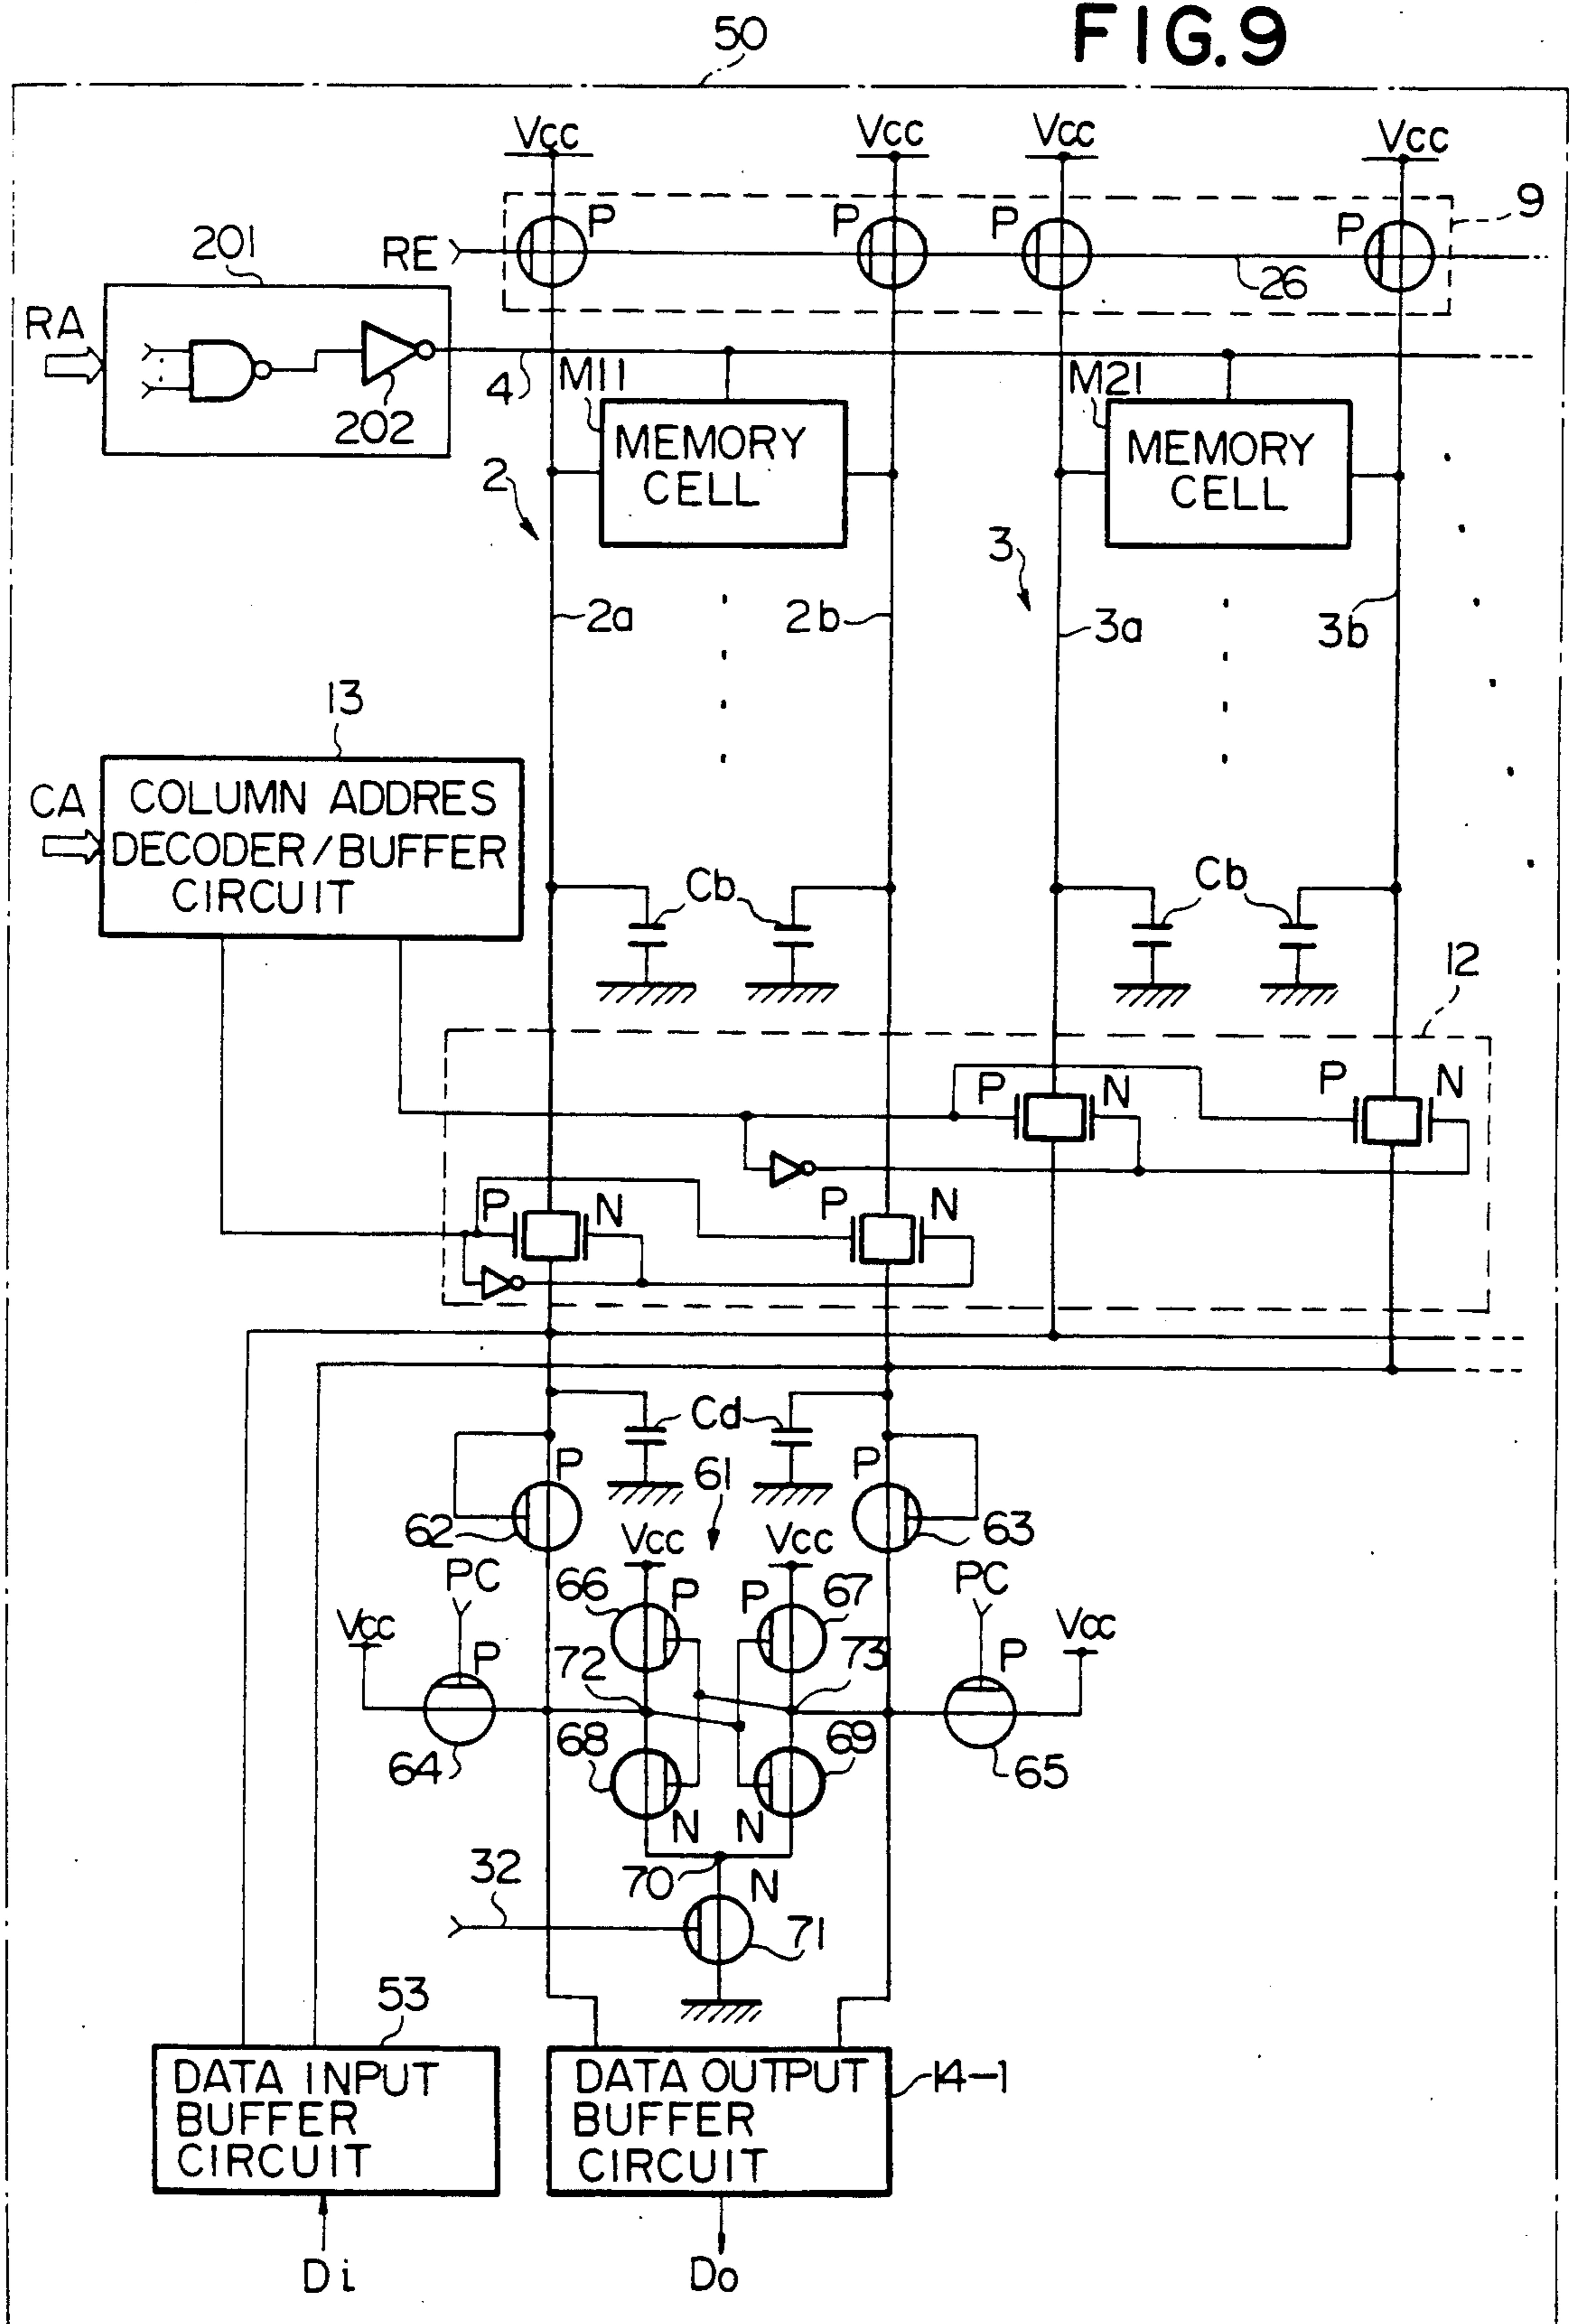 FIG.9
50
Vcc Vcc Vcc Vcc
P P P P 9
RE
26
201
RA
202
4
M11
M21
MEMORY
CELL
MEMORY
CELL
2
3
2a 2b 3a 3b
13
CA
COLUMN ADDRES
DECODER/BUFFER
CIRCUIT
Cb Cb
12
P N P N
P N P N
Cd
P P
61
62 63
Vcc Vcc
PC PC
66 P P 67
Vcc Vcc
P P
72 73
64 68 69 65
N N
70 N
32
71
53
DATA INPUT
BUFFER
CIRCUIT
DATA OUTPUT
BUFFER
CIRCUIT
14-1
Di Do